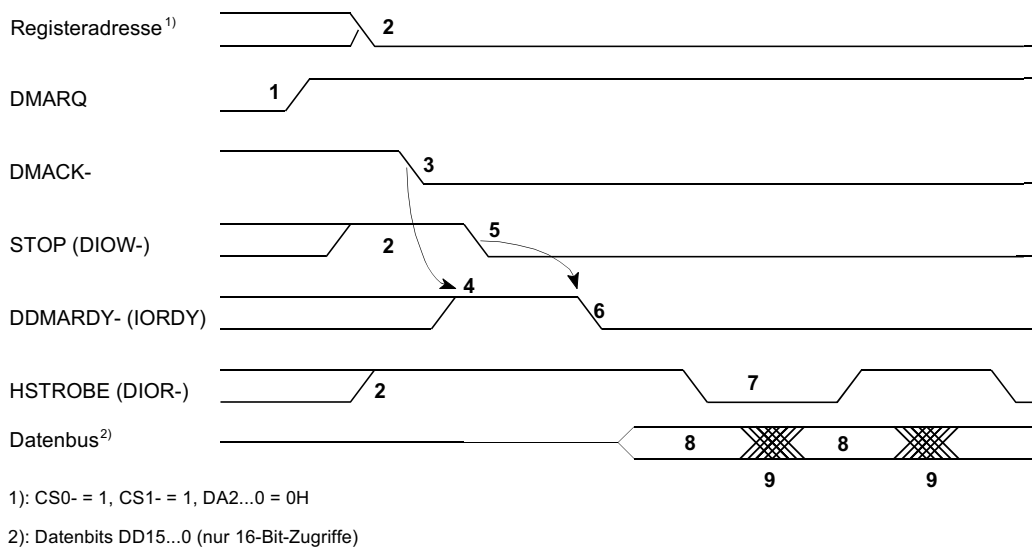 Registeradresse 1) 2
DMARQ 1
DMACK- 3
STOP (DIOW-) 2 5
DDMARDY- (IORDY) 4 6
HSTROBE (DIOR-) 2 7
Datenbus 2) 8 8
9 9
1): CS0- = 1, CS1- = 1, DA2...0 = 0H
2): Datenbits DD15...0 (nur 16-Bit-Zugriffe)